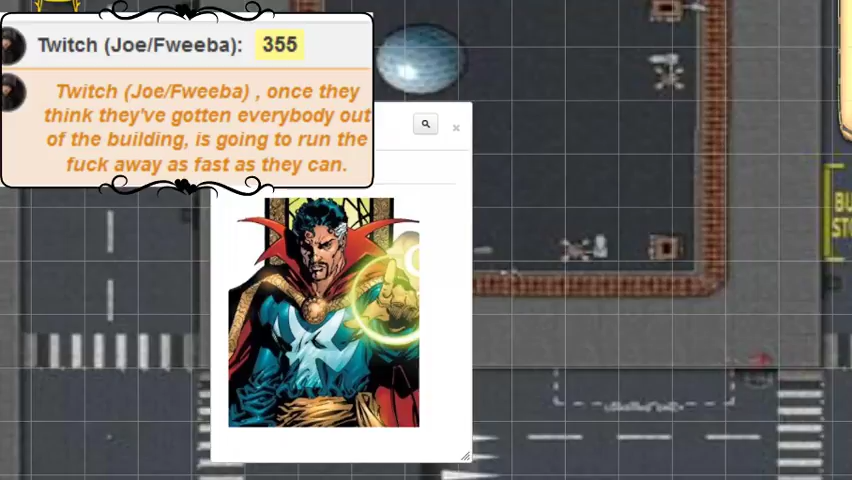 Twitch (Joe/Fweeba): 355
Twitch (Joe/Fweeba) , once they
think they've gotten everybody out
of the building, is going to run the
fuck away as fast as they can.